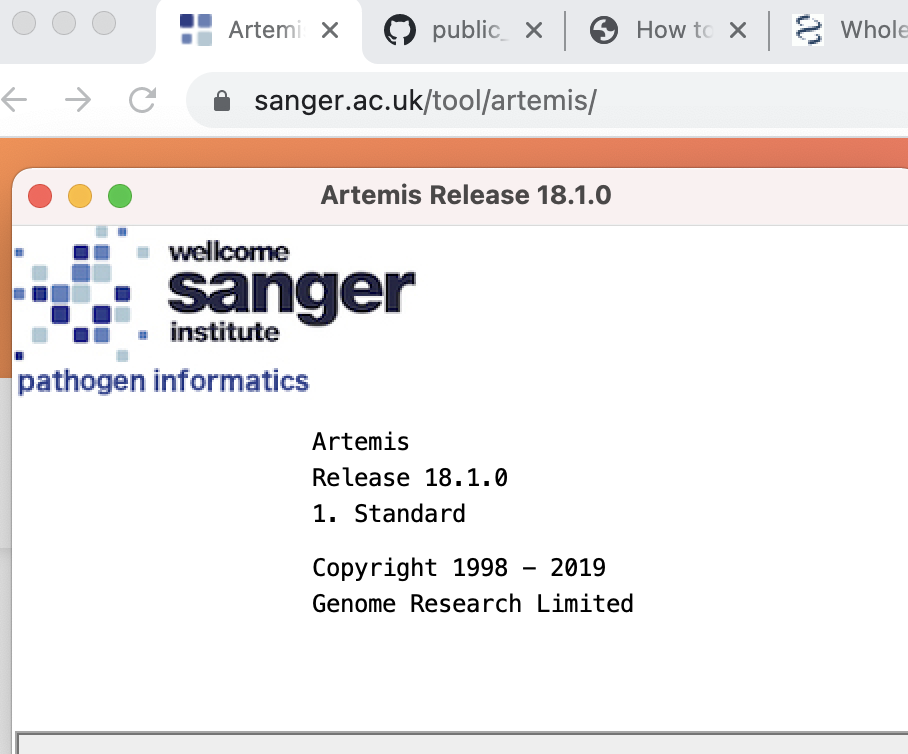 Artemi
public_
How to
Whole
sanger.ac.uk/tool/artemis/
Artemis Release 18.1.0
wellcome
sanger
institute
pathogen informatics
Artemis
Release 18.1.0
1. Standard
Copyright 1998 – 2019
Genome Research Limited